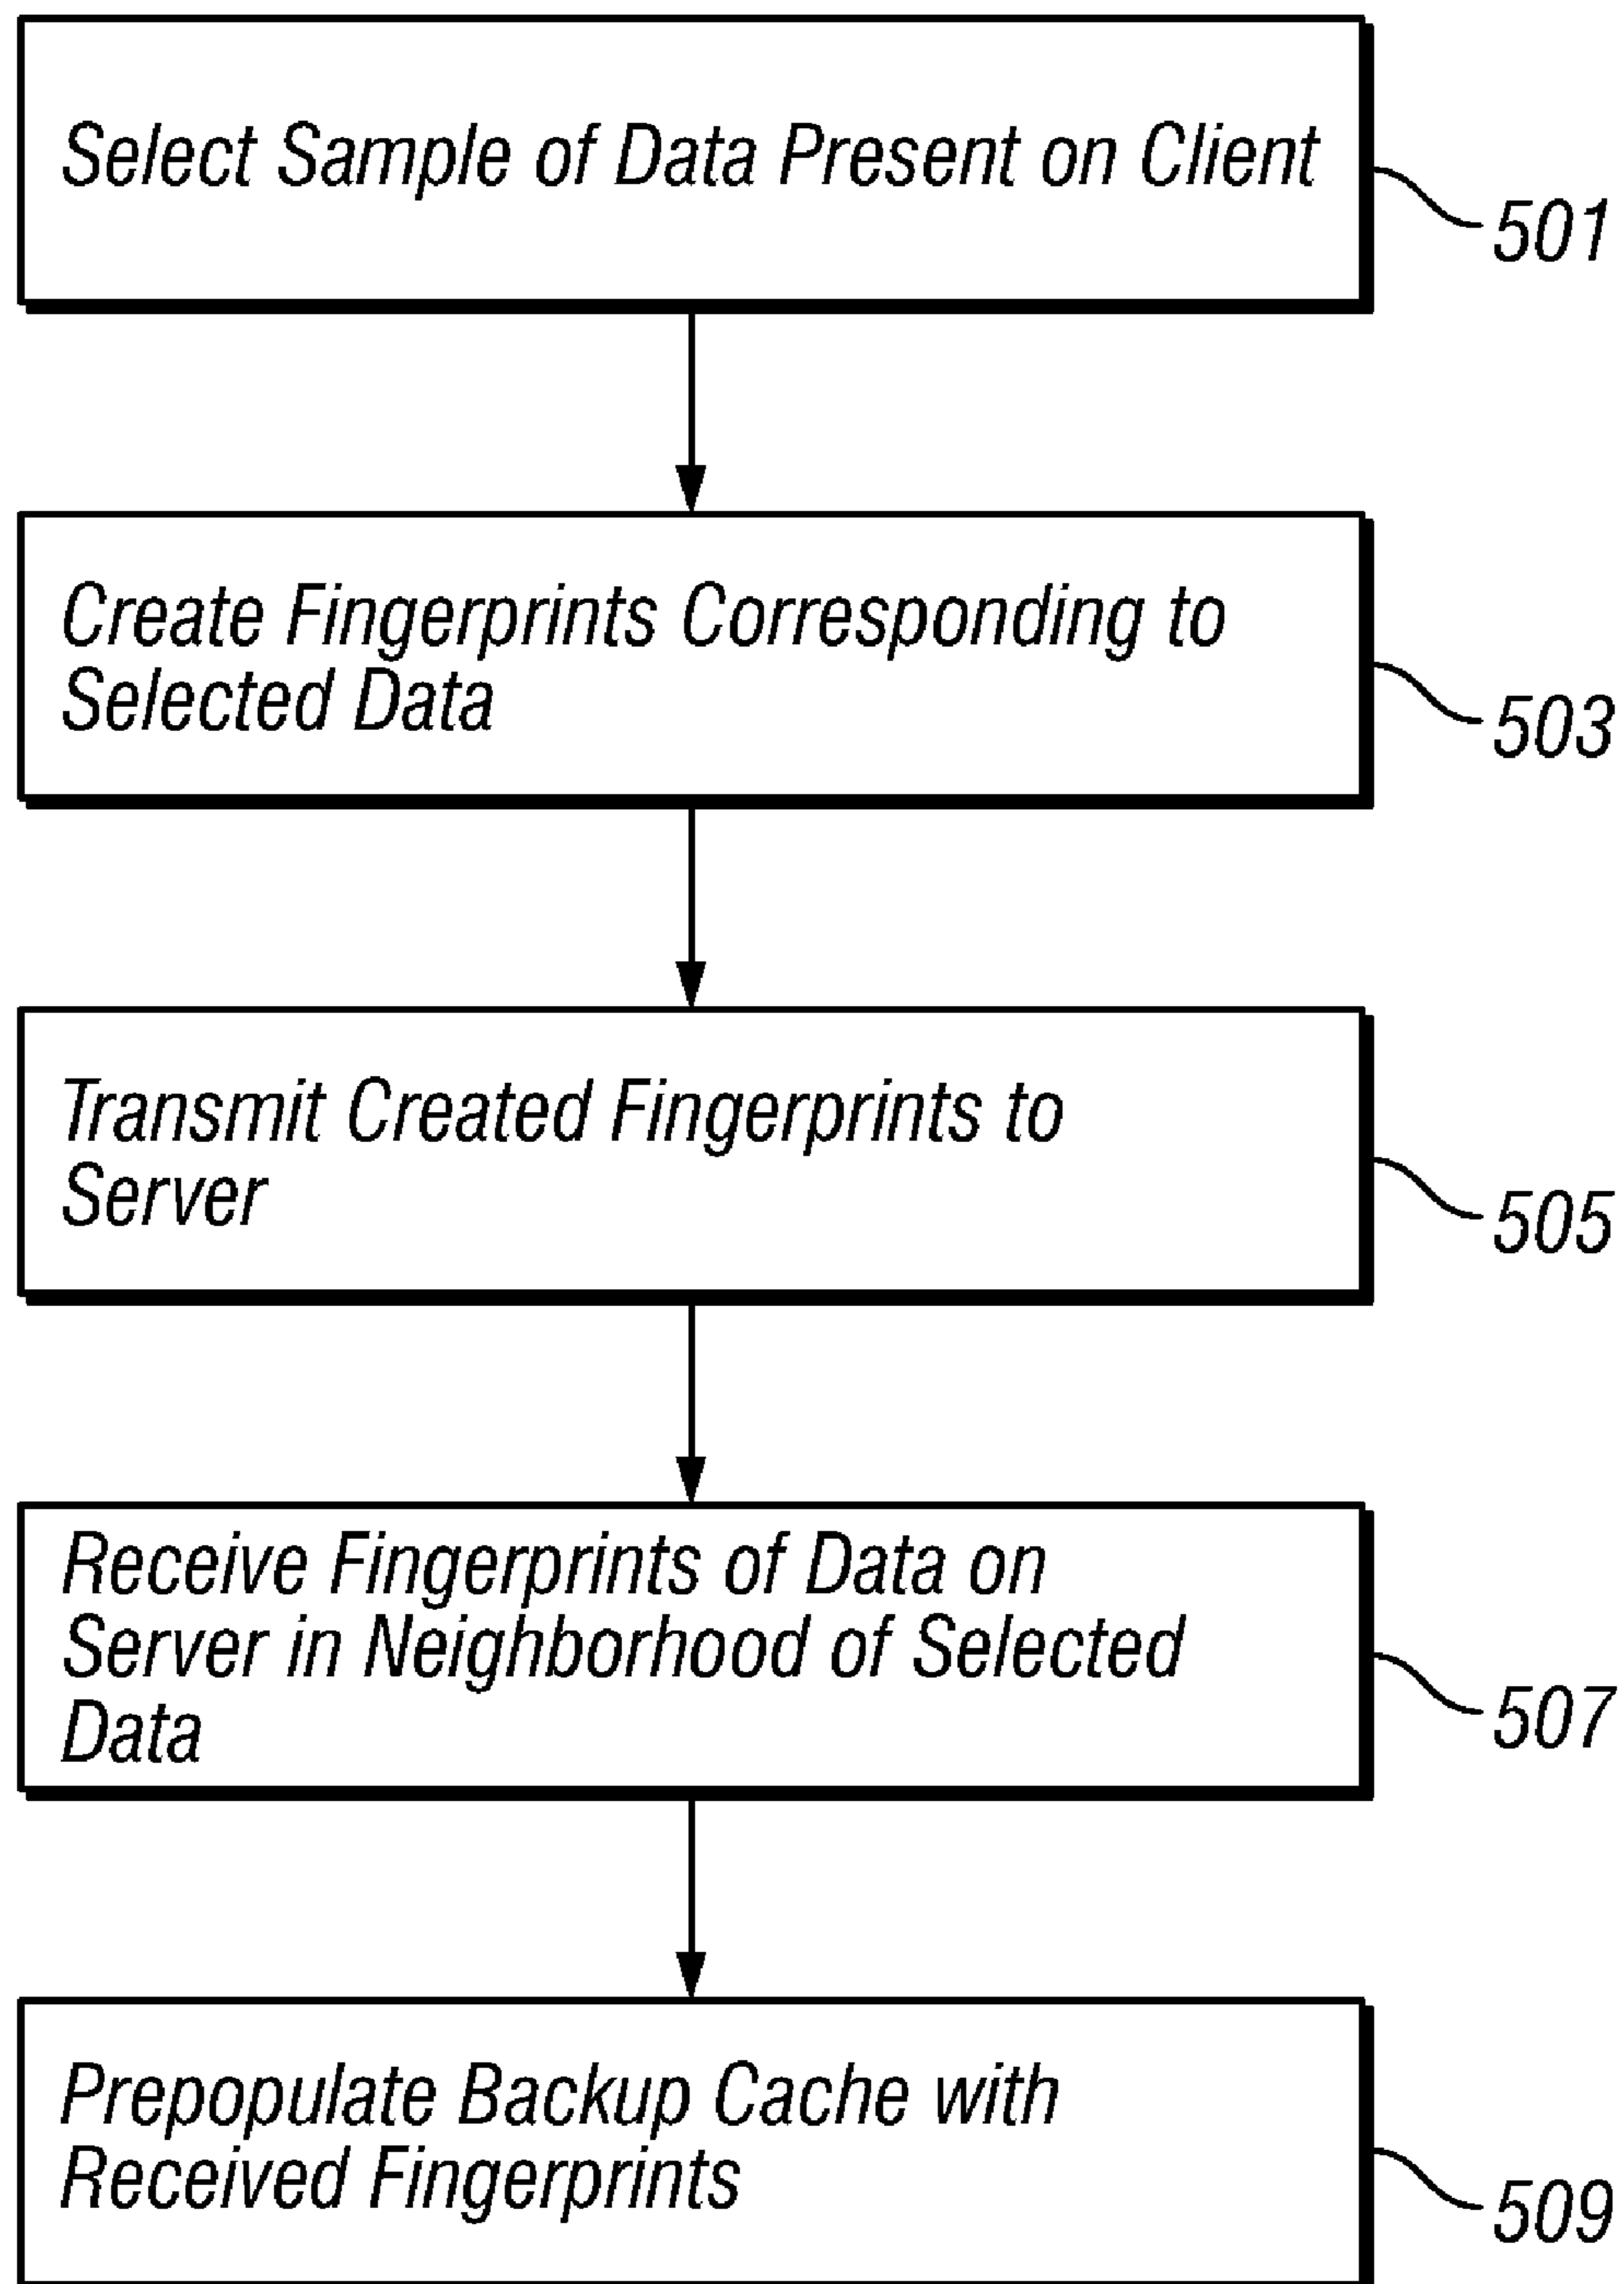 Select Sample of Data Present on Client
501
Create Fingerprints Corresponding to
Selected Data
503
Transmit Created Fingerprints to
Server
505
Receive Fingerprints of Data on
Server in Neighborhood of Selected
Data
507
Prepopulate Backup Cache with
Received Fingerprints
509